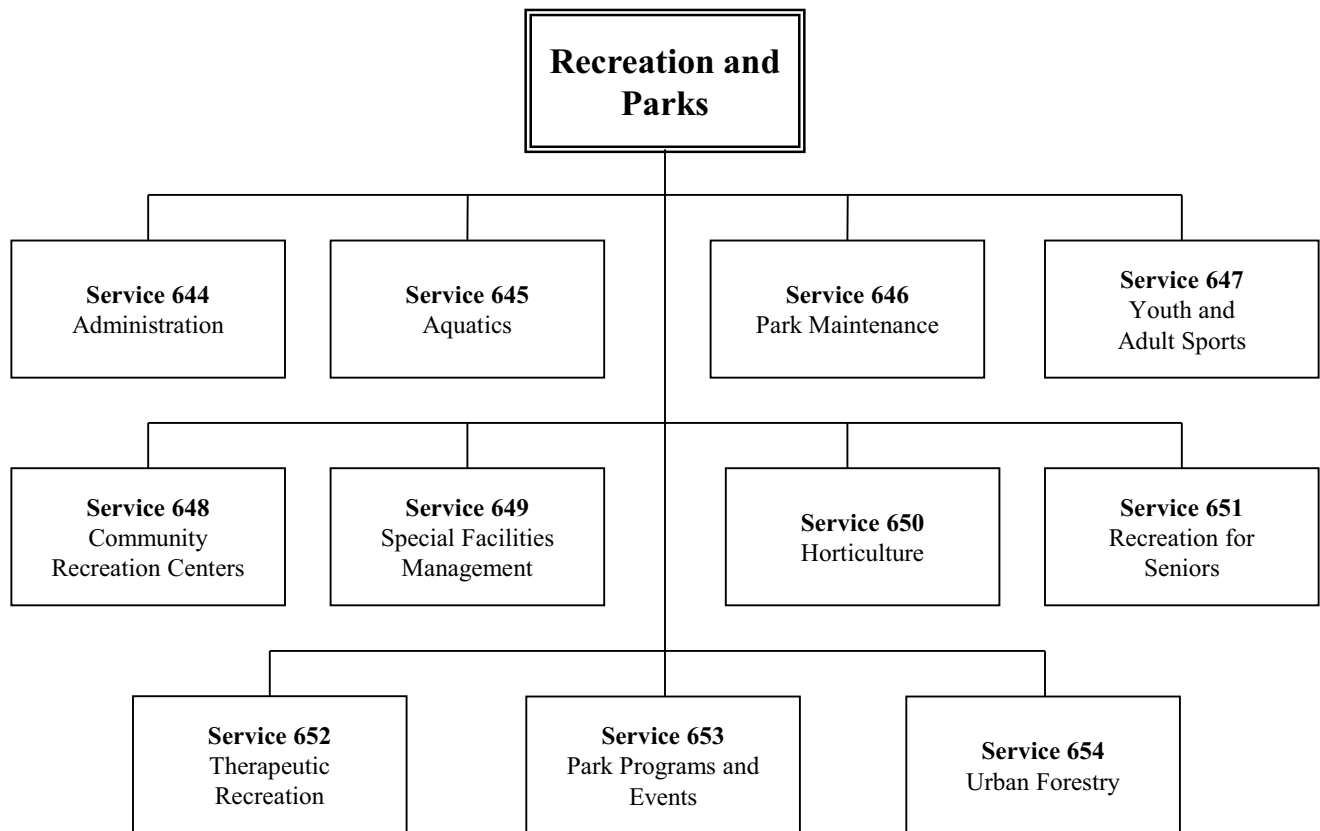 Recreation and
Parks
Service 644
Administration
Service 645
Aquatics
Service 646
Park Maintenance
Service 647
Youth and
Adult Sports
Service 648
Community
Recreation Centers
Service 649
Special Facilities
Management
Service 650
Horticulture
Service 651
Recreation for
Seniors
Service 652
Therapeutic
Recreation
Service 653
Park Programs and
Events
Service 654
Urban Forestry